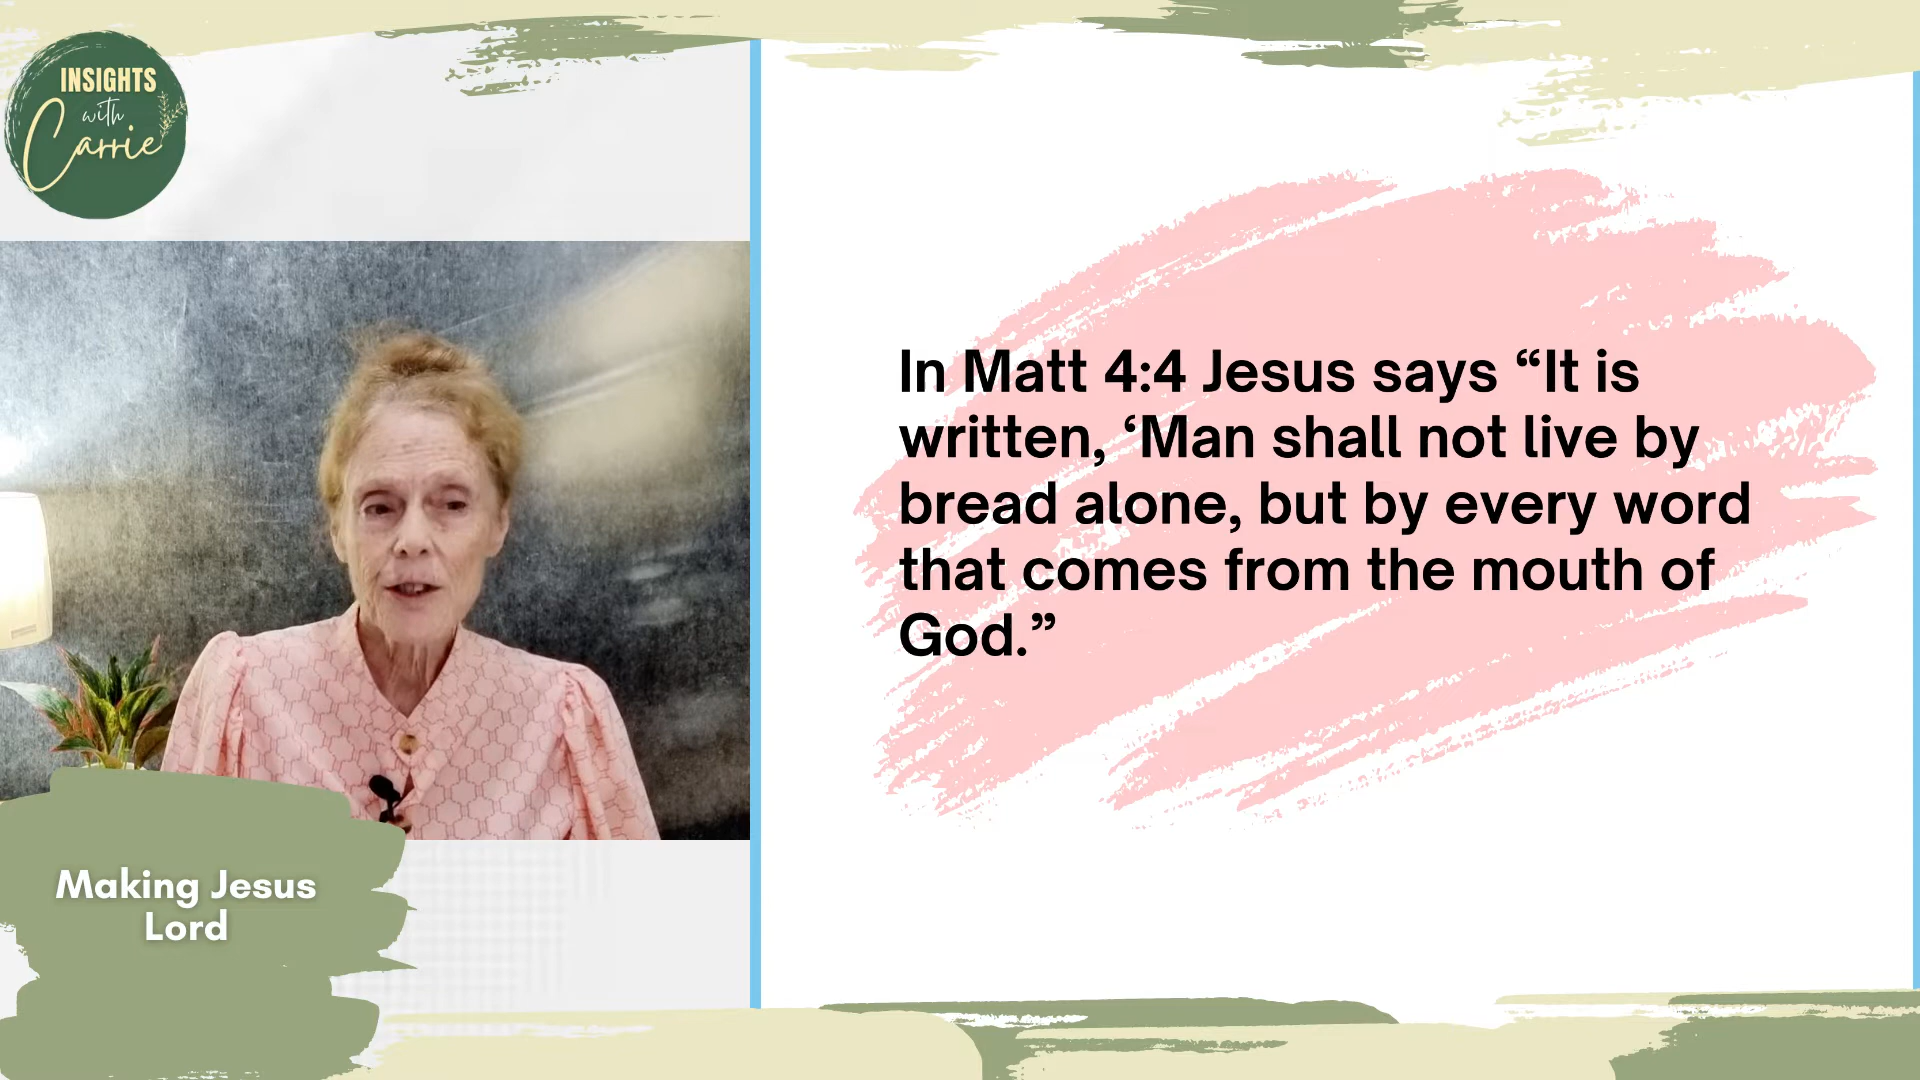 INSIGHTS
with
Carrie
In Matt 4:4 Jesus says “It is
written, ‘Man shall not live by
bread alone, but by every word
that comes from the mouth of
God.”
Making Jesus
Lord